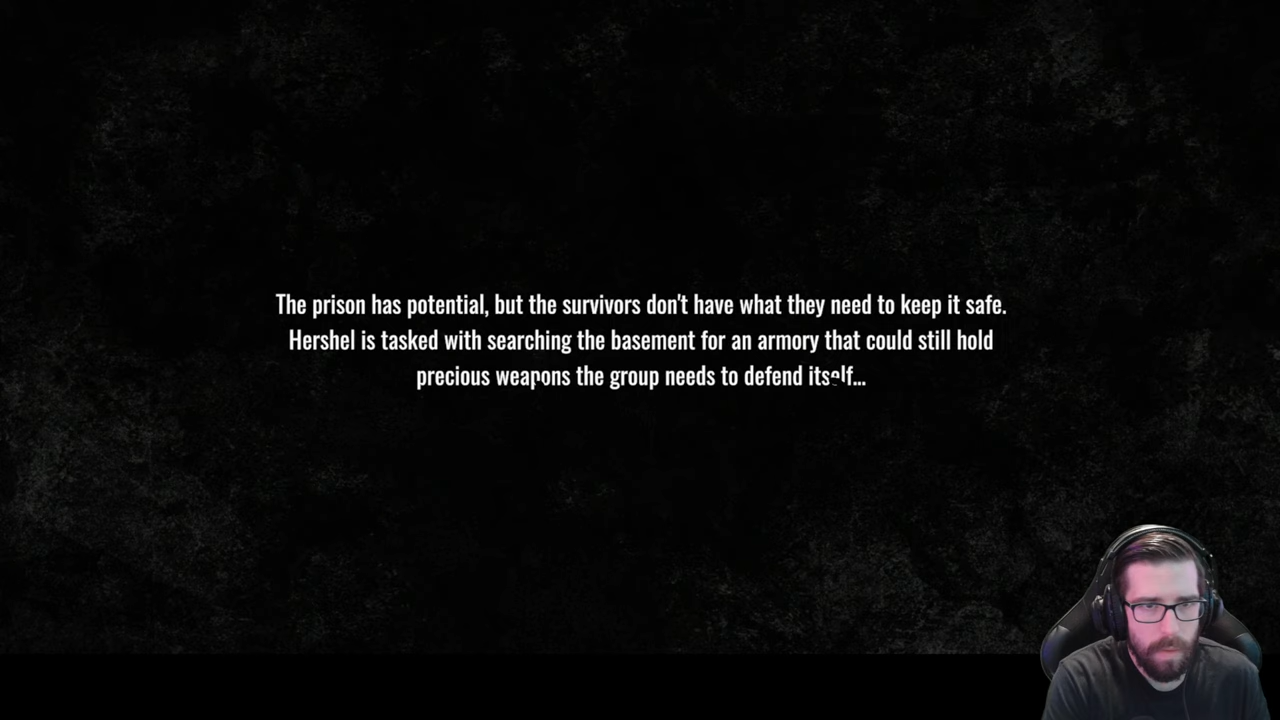 The prison has potential, but the survivors don't have what they need to keep it safe.
Hershel is tasked with searching the basement for an armory that could still hold
precious weapons the group needs to defend itself...